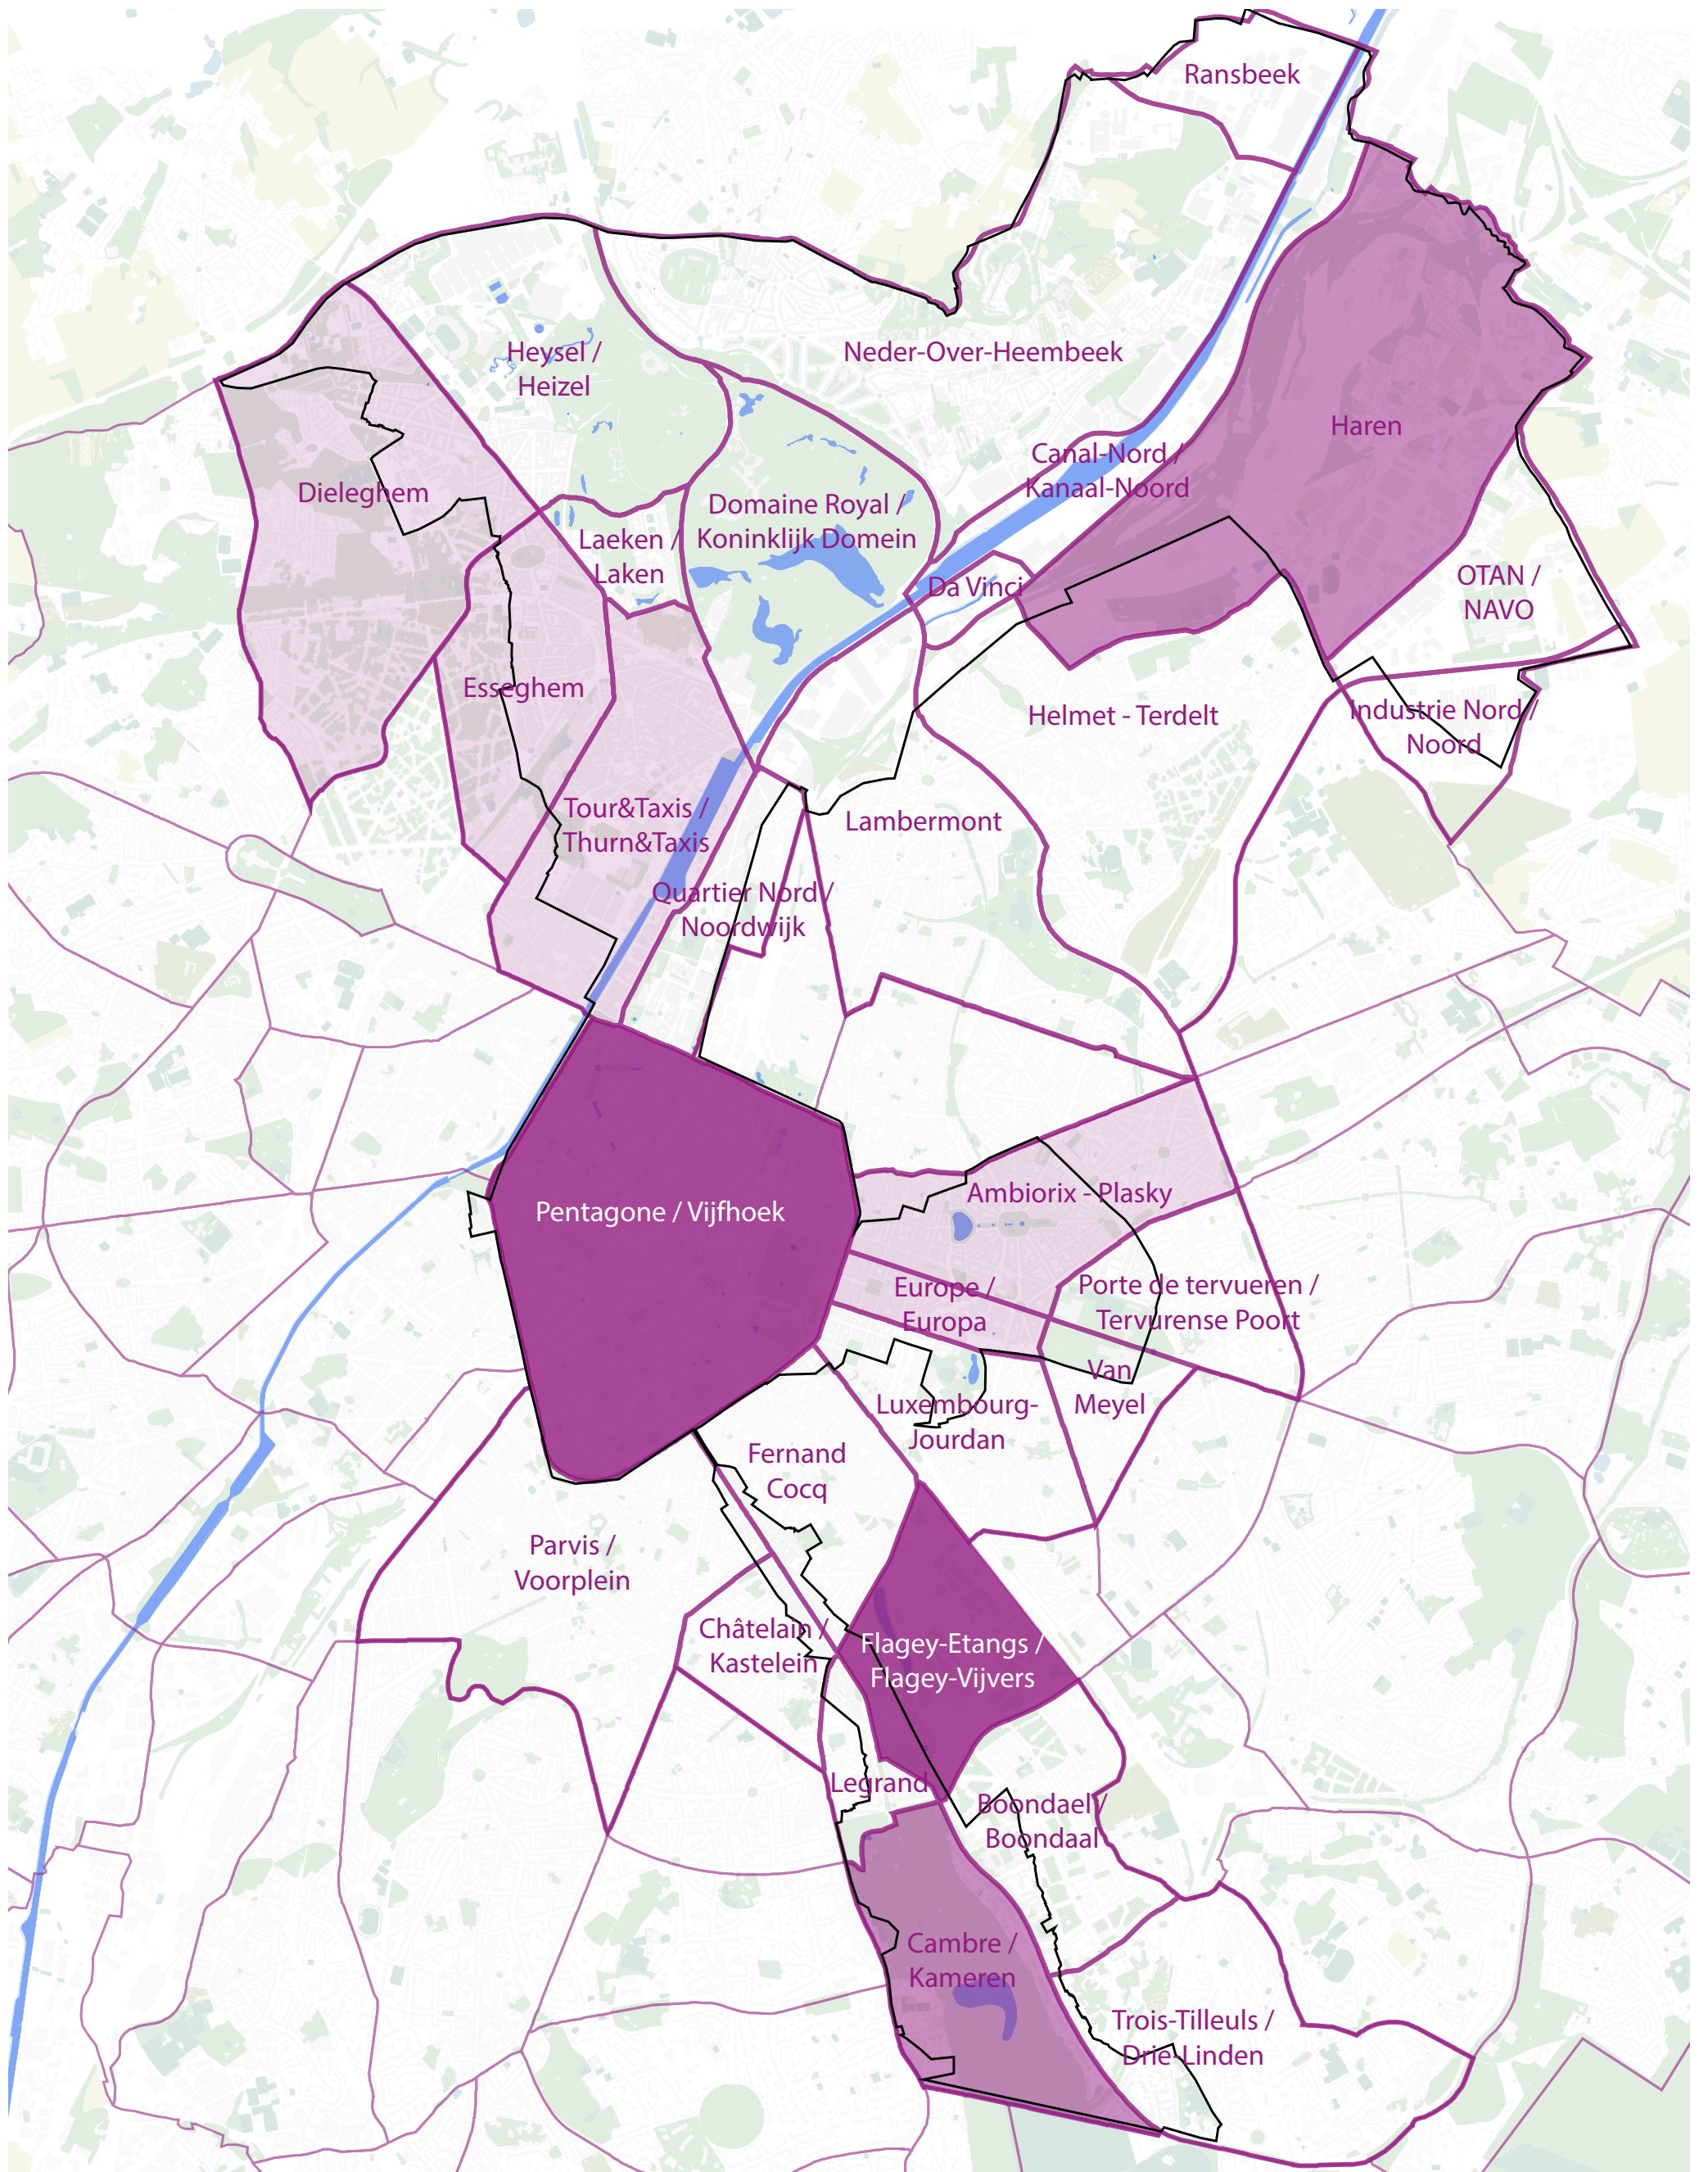 Ransbeek
Heysel /
Heizel
Neder-Over-Heembeek
Haren
Canal-Nord /
Kanaal-Noord
Dieleghem
Domaine Royal /
Koninklijk Domein
Laeken /
Laken
Da Vinci
OTAN /
NAVO
Esseghem
Helmet - Terdelt
Industrie Nord /
Noord
Tour&Taxis /
Thurn&Taxis
Lambermont
Quartier Nord /
Noordwijk
Pentagone / Vijfhoek
Ambiorix - Plasky
Europe /
Europa
Porte de tervueren /
Tervurense Poort
Van
Meyel
Luxembourg-
Jourdan
Fernand
Cocq
Parvis /
Voorplein
Châtelain /
Kastelein
Flagey-Etangs /
Flagey-Vijvers
Legrand
Boondael /
Boondaal
Cambre /
Kameren
Trois-Tilleuls /
Drie-Linden